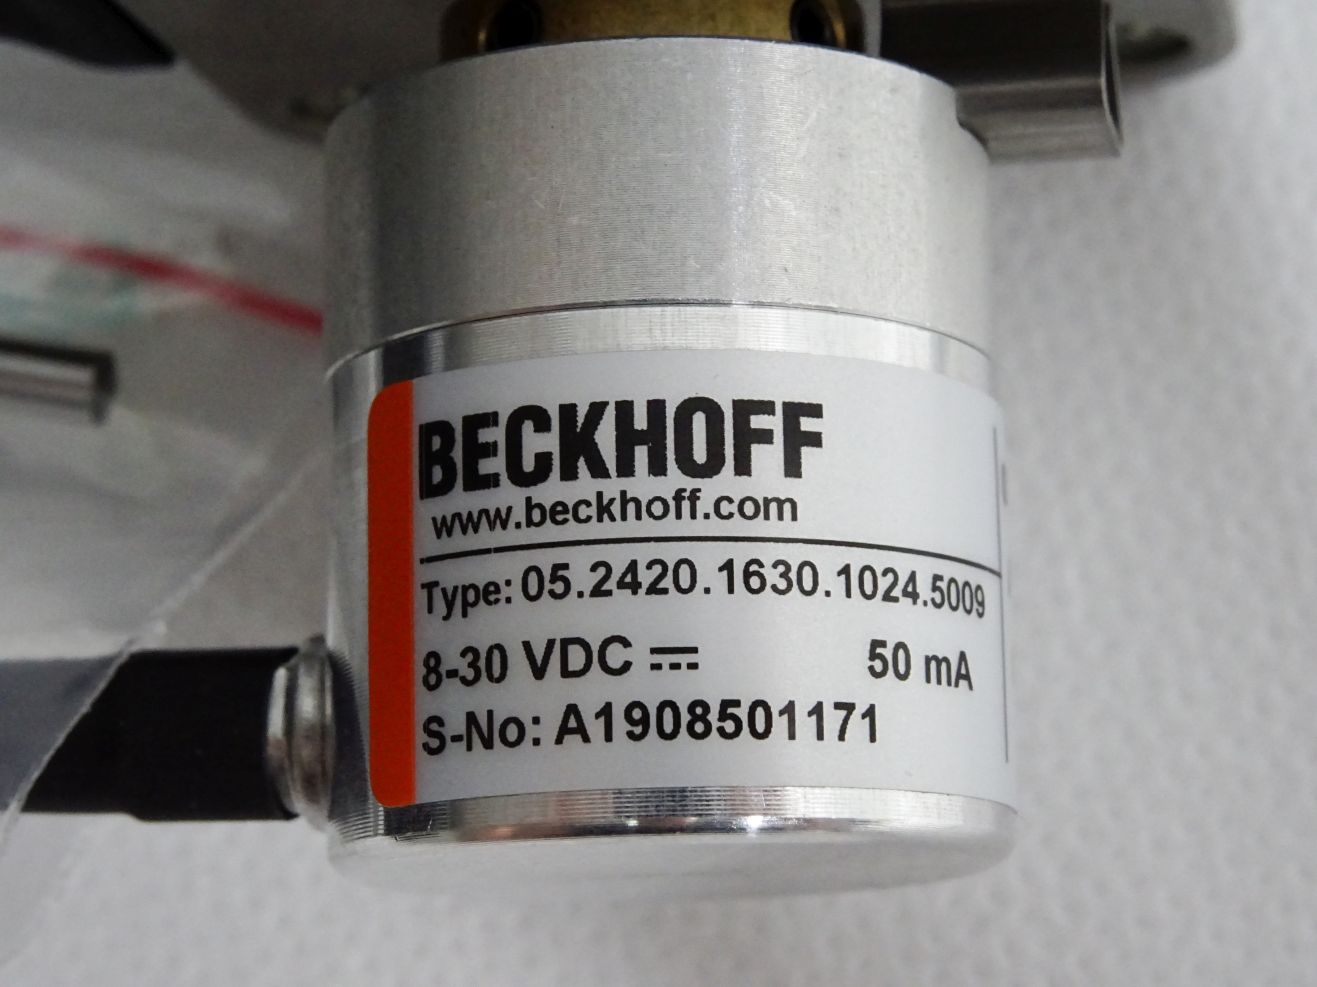 BECKHOFF
www.beckhoff.com
Type: 05.2420.1630.1024.5009
8-30 VDC 50 mA
S-No: A1908501171